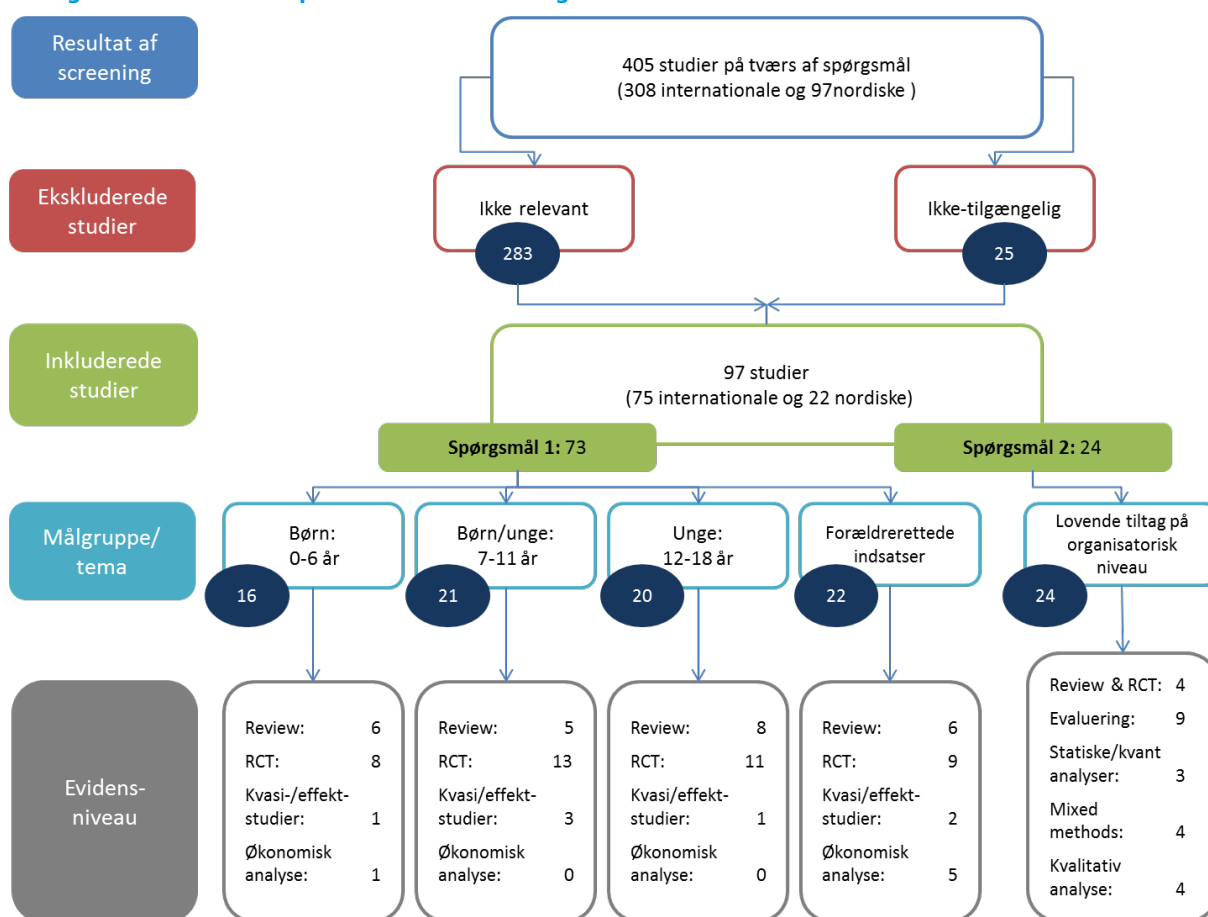 Resultat af
screening
405 studier på tværs af spørgsmål
(308 internationale og 97nordiske )
Ekskluderede
studier
Ikke relevant
283
Ikke-tilgængelig
25
Inkluderede
studier
97 studier
(75 internationale og 22 nordiske)
Spørgsmål 1: 73
Spørgsmål 2: 24
Målgruppe/
tema
Børn:
0-6 år
16
Børn/unge:
7-11 år
21
Unge:
12-18 år
20
Forældrerettede
indsatser
22
Lovende tiltag på
organisatorisk
niveau
24
Evidens-
niveau
Review: 6
RCT: 8
Kvasi-/effekt-
studier: 1
Økonomisk
analyse: 1
Review: 5
RCT: 13
Kvasi/effekt-
studier: 3
Økonomisk
analyse: 0
Review: 8
RCT: 11
Kvasi/effekt-
studier: 1
Økonomisk
analyse: 0
Review: 6
RCT: 9
Kvasi/effekt-
studier: 2
Økonomisk
analyse: 5
Review & RCT: 4
Evaluering: 9
Statiske/kvant
analyser: 3
Mixed
methods: 4
Kvalitativ
analyse: 4